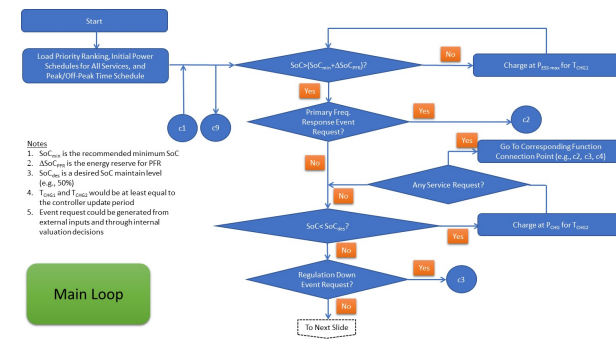 Start
Load Priority Ranking, Initial Power
Schedules for All Services, and
Peak/Off-Peak Time Schedule
SoC>(SoCmin+ΔSoCPFR)?
No
Charge at PESS-max for TCHG1
Yes
c1
c9
Primary Freq.
Response Event
Request?
Yes
c2
No
Notes
1. SoCmin is the recommended minimum SoC
2. ΔSoCPFR is the energy reserve for PFR
3. SoCdes is a desired SoC maintain level
(e.g., 50%)
4. TCHG1 and TCHG2 would be at least equal to
the controller update period
5. Event request could be generated from
external inputs and through internal
valuation decisions
Yes
Go To Corresponding Function
Connection Point (e.g., c2, c3, c4)
Any Service Request?
No
SoC< SoCdes?
Yes
Charge at PCHG for TCHG2
No
Regulation Down
Event Request?
Yes
c3
No
To Next Slide
Main Loop